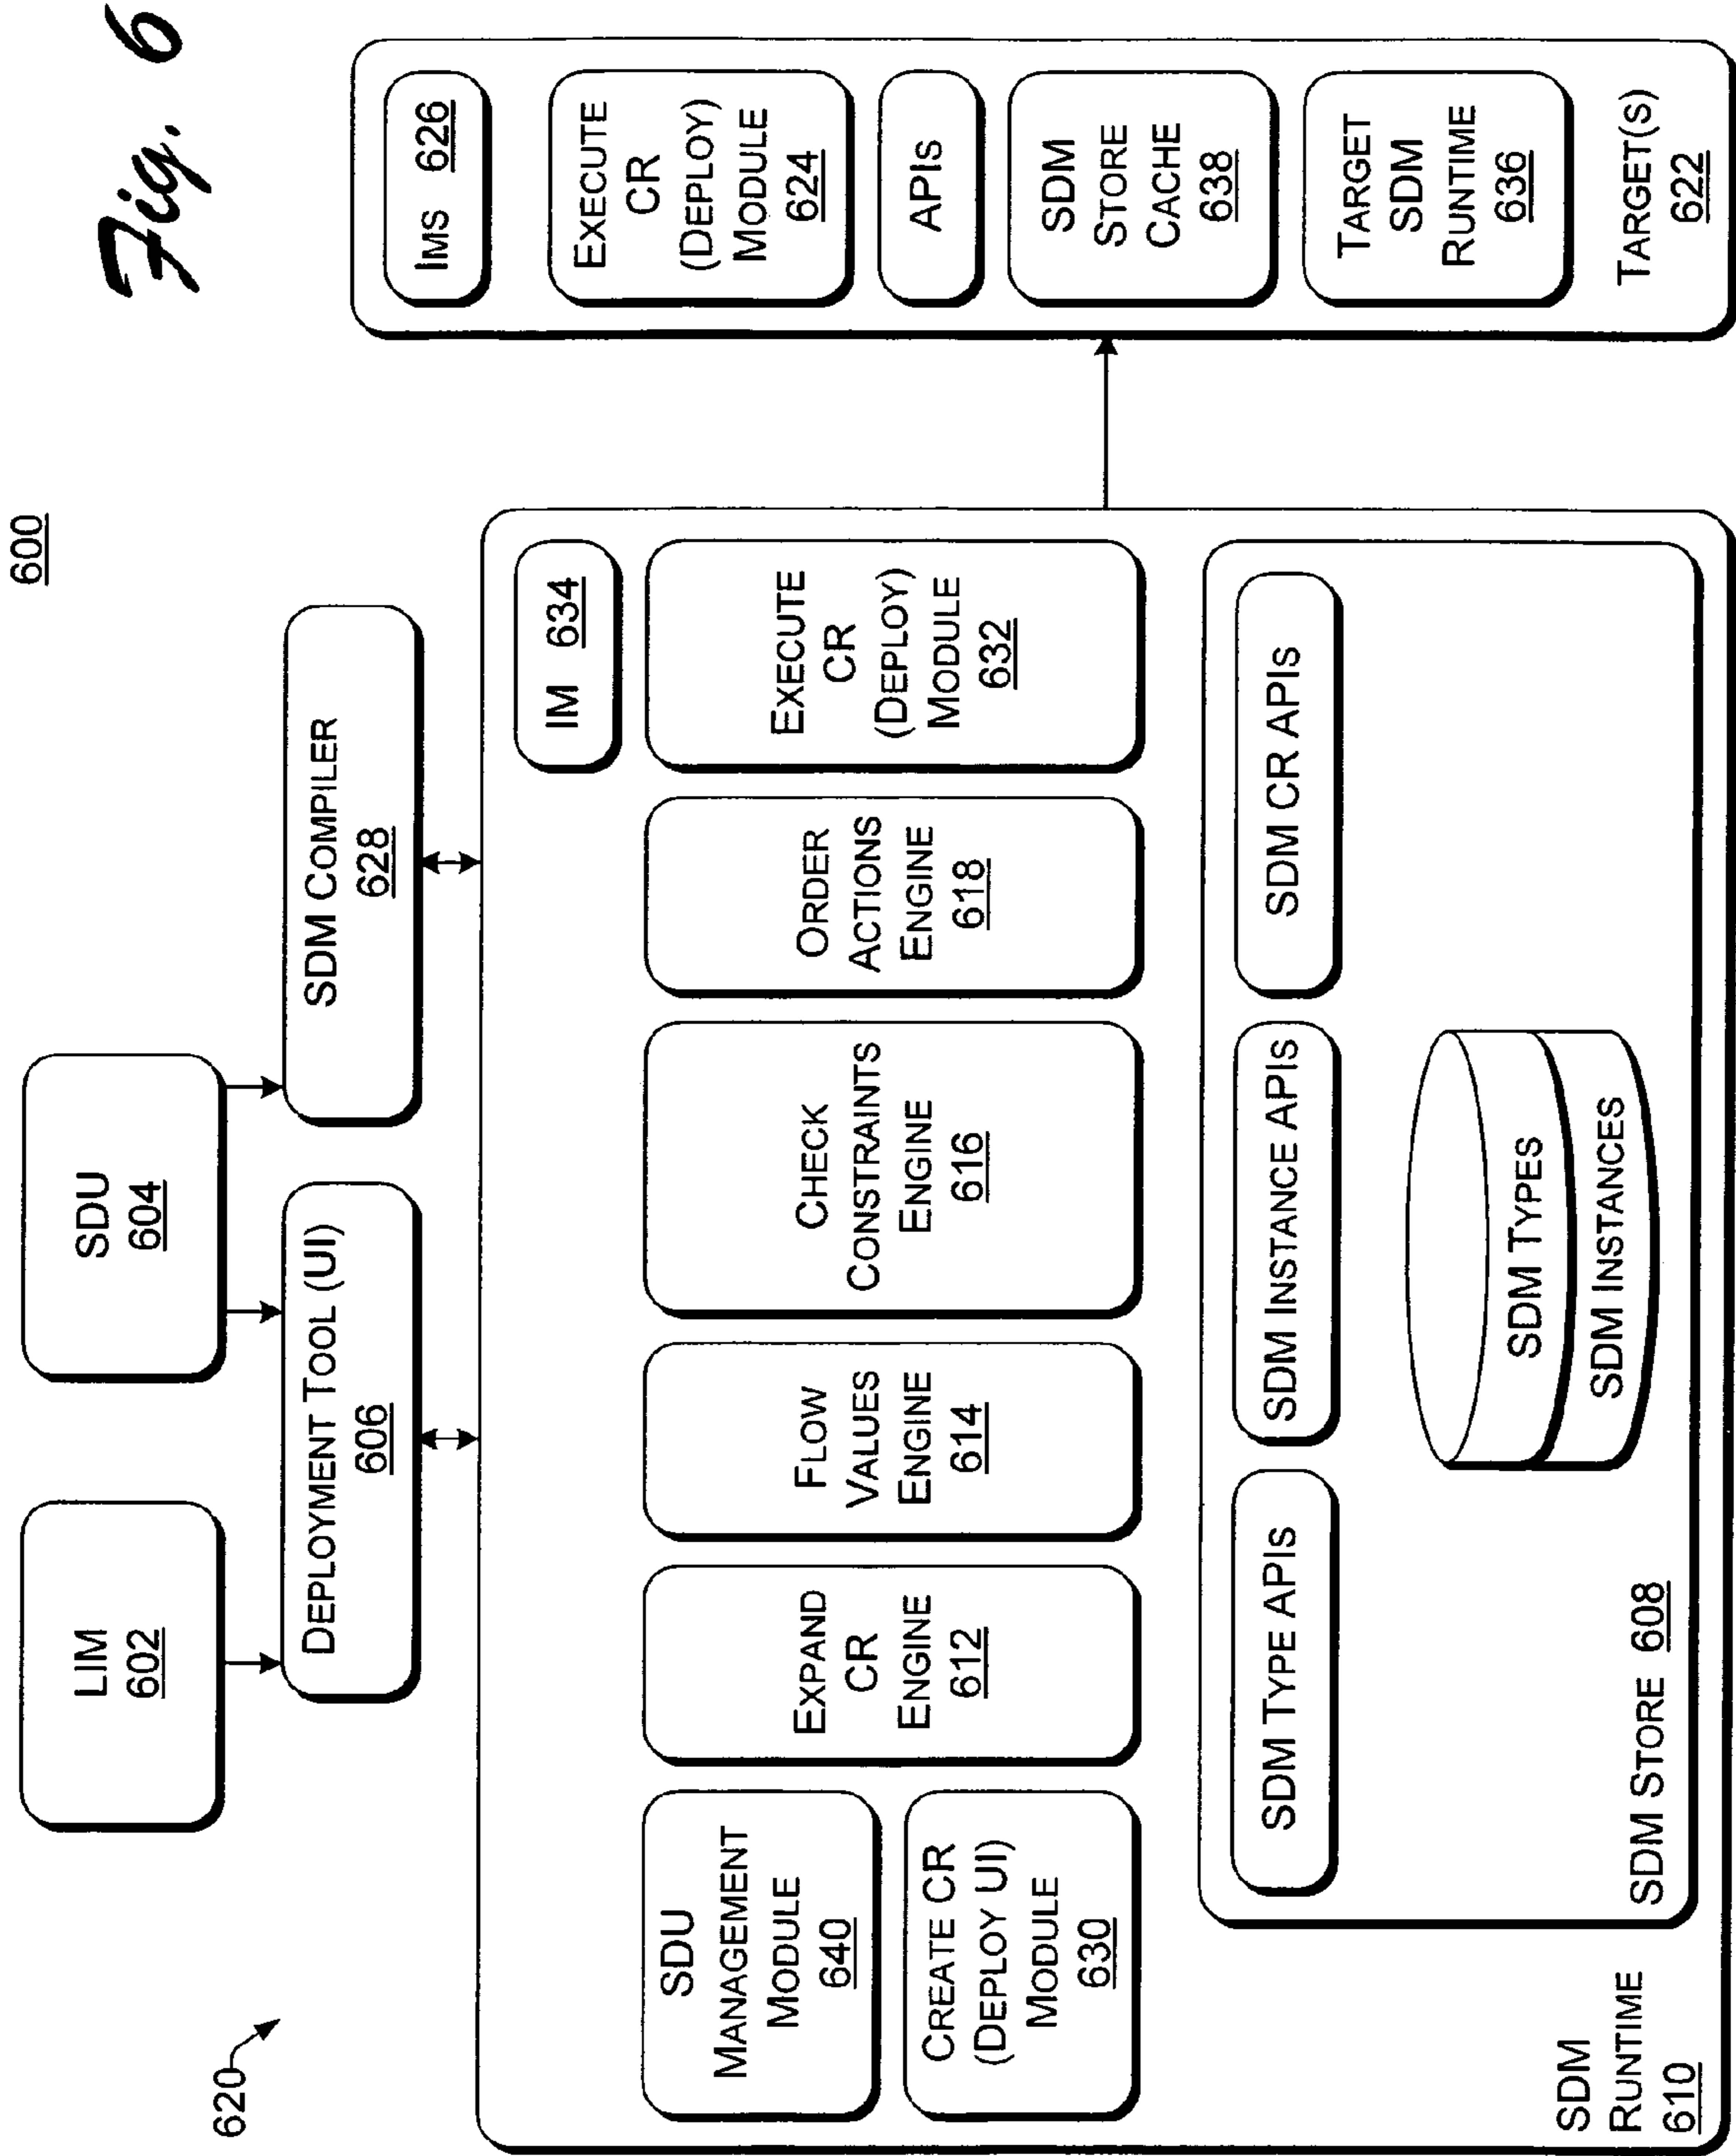 600
Fig. 6
620
LIM
602
SDU
604
DEPLOYMENT TOOL (UI)
606
SDM COMPILER
628
IM 634
SDU
MANAGEMENT
MODULE
640
CREATE CR
(DEPLOY UI)
MODULE
630
EXPAND
CR
ENGINE
612
FLOW
VALUES
ENGINE
614
CHECK
CONSTRAINTS
ENGINE
616
ORDER
ACTIONS
ENGINE
618
EXECUTE
CR
(DEPLOY)
MODULE
632
SDM TYPE APIS
SDM INSTANCE APIS
SDM CR APIS
SDM TYPES
SDM INSTANCES
SDM STORE 608
SDM
RUNTIME
610
IMS 626
EXECUTE
CR
(DEPLOY)
MODULE
624
APIS
SDM
STORE
CACHE
638
TARGET
SDM
RUNTIME
636
TARGET(S)
622